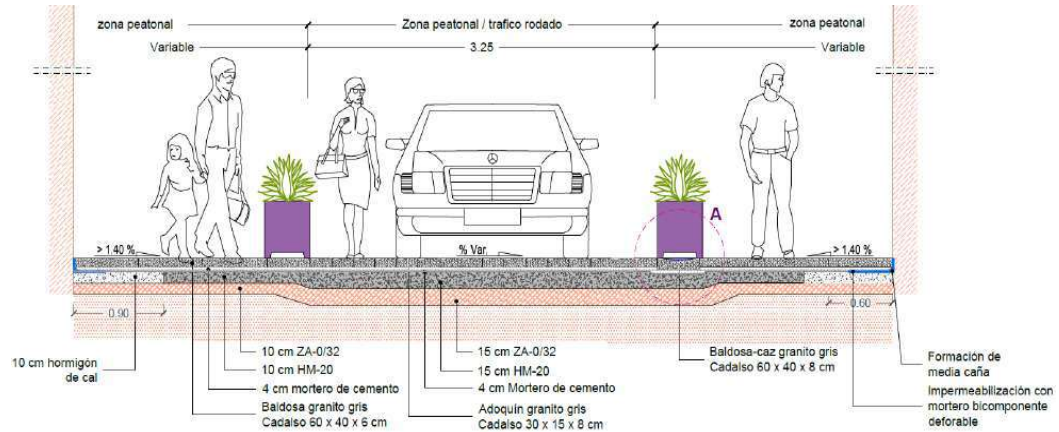 zona peatonal
Zona peatonal / trafico rodado
zona peatonal
Variable
3.25
Variable
A
> 1.40 %
% Var.
> 1.40 %
0.90
0.60
10 cm hormigón
de cal
10 cm ZA-0/32
10 cm HM-20
4 cm mortero de cemento
Baldosa granito gris
Cadalso 60 x 40 x 6 cm
15 cm ZA-0/32
15 cm HM-20
4 cm Mortero de cemento
Adoquín granito gris
Cadalso 30 x 15 x 8 cm
Baldosa-caz granito gris
Cadalso 60 x 40 x 8 cm
Formación de
media caña
Impermeabilización con
mortero bicomponente
deforable